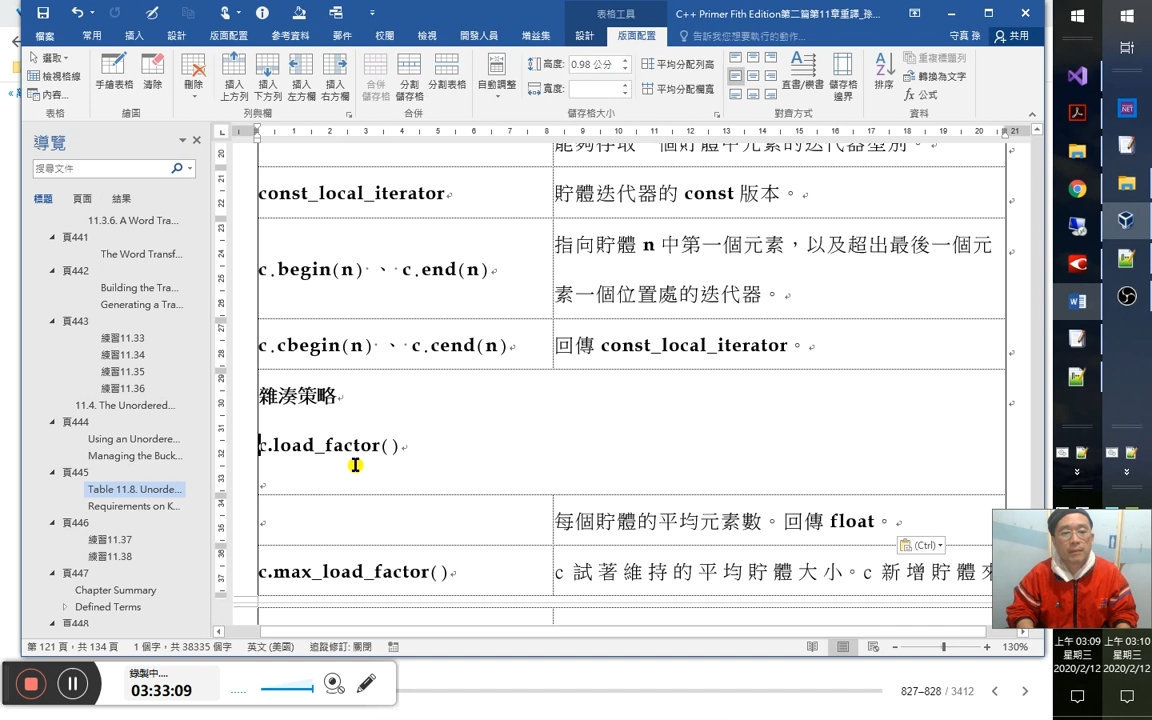 表格工具
C++ Primer Fith Edition第二篇第11章重譯_孫...
檔案 常用 插入 設計 版面配置 參考資料 郵件 校閱 檢視 開發人員 增益集 設計 版面配置 告訴我您想要執行的動作... 守真 孫 共用
選取
檢視格線
內容...
表格
手繪表格 清除
繪圖
刪除
插入上方列
插入下方列
插入左方欄
插入右方欄
列與欄
合併儲存格
分割儲存格
分割表格
合併
自動調整
高度: 0.98 公分
寬度:
平均分配列高
平均分配欄寬
儲存格大小
直書/橫書
儲存格邊界
對齊方式
排序
重複標題列
轉換為文字
公式
資料
導覽
搜尋文件
標題 頁面 結果
11.3.6. A Word Tra...
頁441
The Word Transf...
頁442
Building the Tra...
Generating a Tra...
頁443
練習11.33
練習11.34
練習11.35
練習11.36
11.4. The Unordered...
頁444
Using an Unordere...
Managing the Buck...
頁445
Table 11.8. Unorde...
Requirements on K...
頁446
練習11.37
練習11.38
頁447
Chapter Summary
Defined Terms
頁448
能夠存取一個貯體中元素的迭代器型別。
const_local_iterator 貯體迭代器的 const 版本。
c.begin(n)、c.end(n) 指向貯體 n 中第一個元素,以及超出最後一個元
素一個位置處的迭代器。
c.cbegin(n)、c.cend(n) 回傳 const_local_iterator。
雜湊策略
c.load_factor()
每個貯體的平均元素數。回傳 float。
(Ctrl)
c.max_load_factor() c 試著維持的平均貯體大小。c 新增貯體來
第 121 頁,共 134 頁 1 個字,共 38335 個字 英文 (美國) 追蹤修訂: 關閉 130%
錄製中...
03:33:09
827–828 / 3412
上午 03:09
星期三
2020/2/12
上午 03:10
星期三
2020/2/12